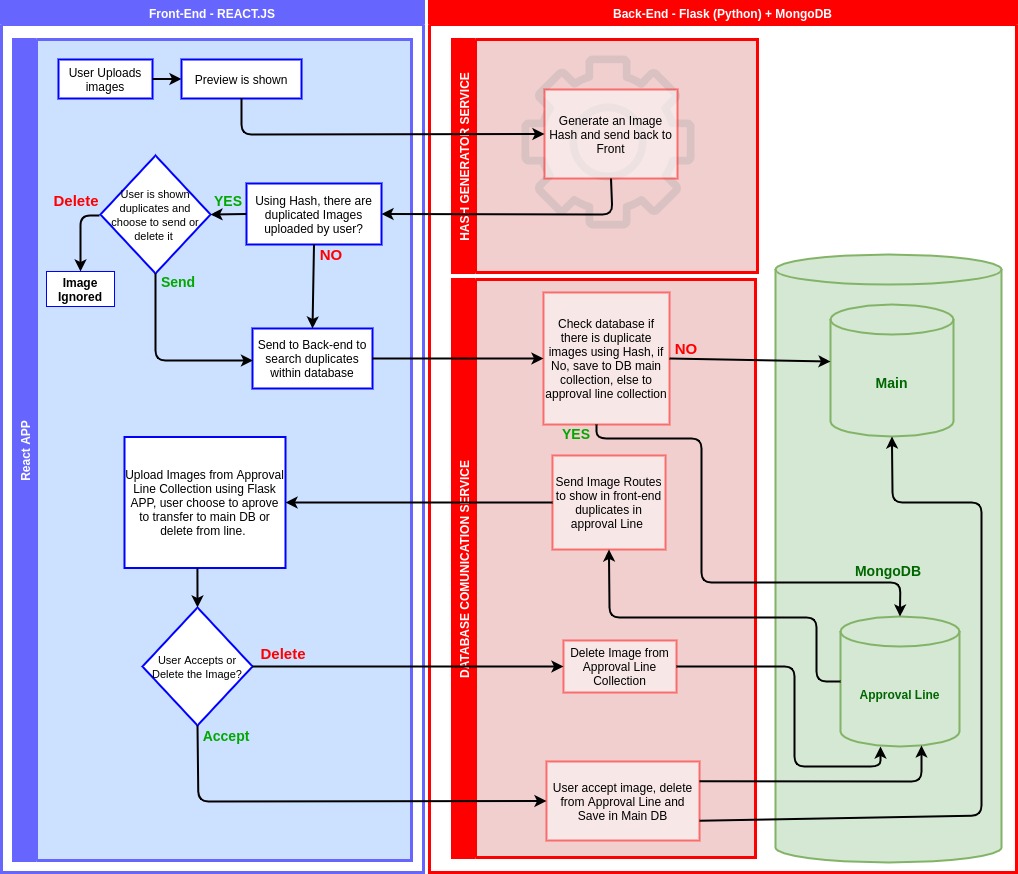 Front-End - REACT.JS
Back-End - Flask (Python) + MongoDB
React APP
User Uploads
images
Preview is shown
HASH GENERATOR SERVICE
Generate an Image
Hash and send back to
Front
User is shown
duplicates and
choose to send or
delete it
Delete
YES
Using Hash, there are
duplicated Images
uploaded by user?
NO
Image
Ignored
Send
Send to Back-end to
search duplicates
within database
DATABASE COMUNICATION SERVICE
Check database if
there is duplicate
images using Hash, if
No, save to DB main
collection, else to
approval line collection
NO
YES
Main
Upload Images from Approval
Line Collection using Flask
APP, user choose to aprove
to transfer to main DB or
delete from line.
Send Image Routes
to show in front-end
duplicates in
approval Line
MongoDB
User Accepts or
Delete the Image?
Delete
Delete Image from
Approval Line
Collection
Approval Line
Accept
User accept image, delete
from Approval Line and
Save in Main DB